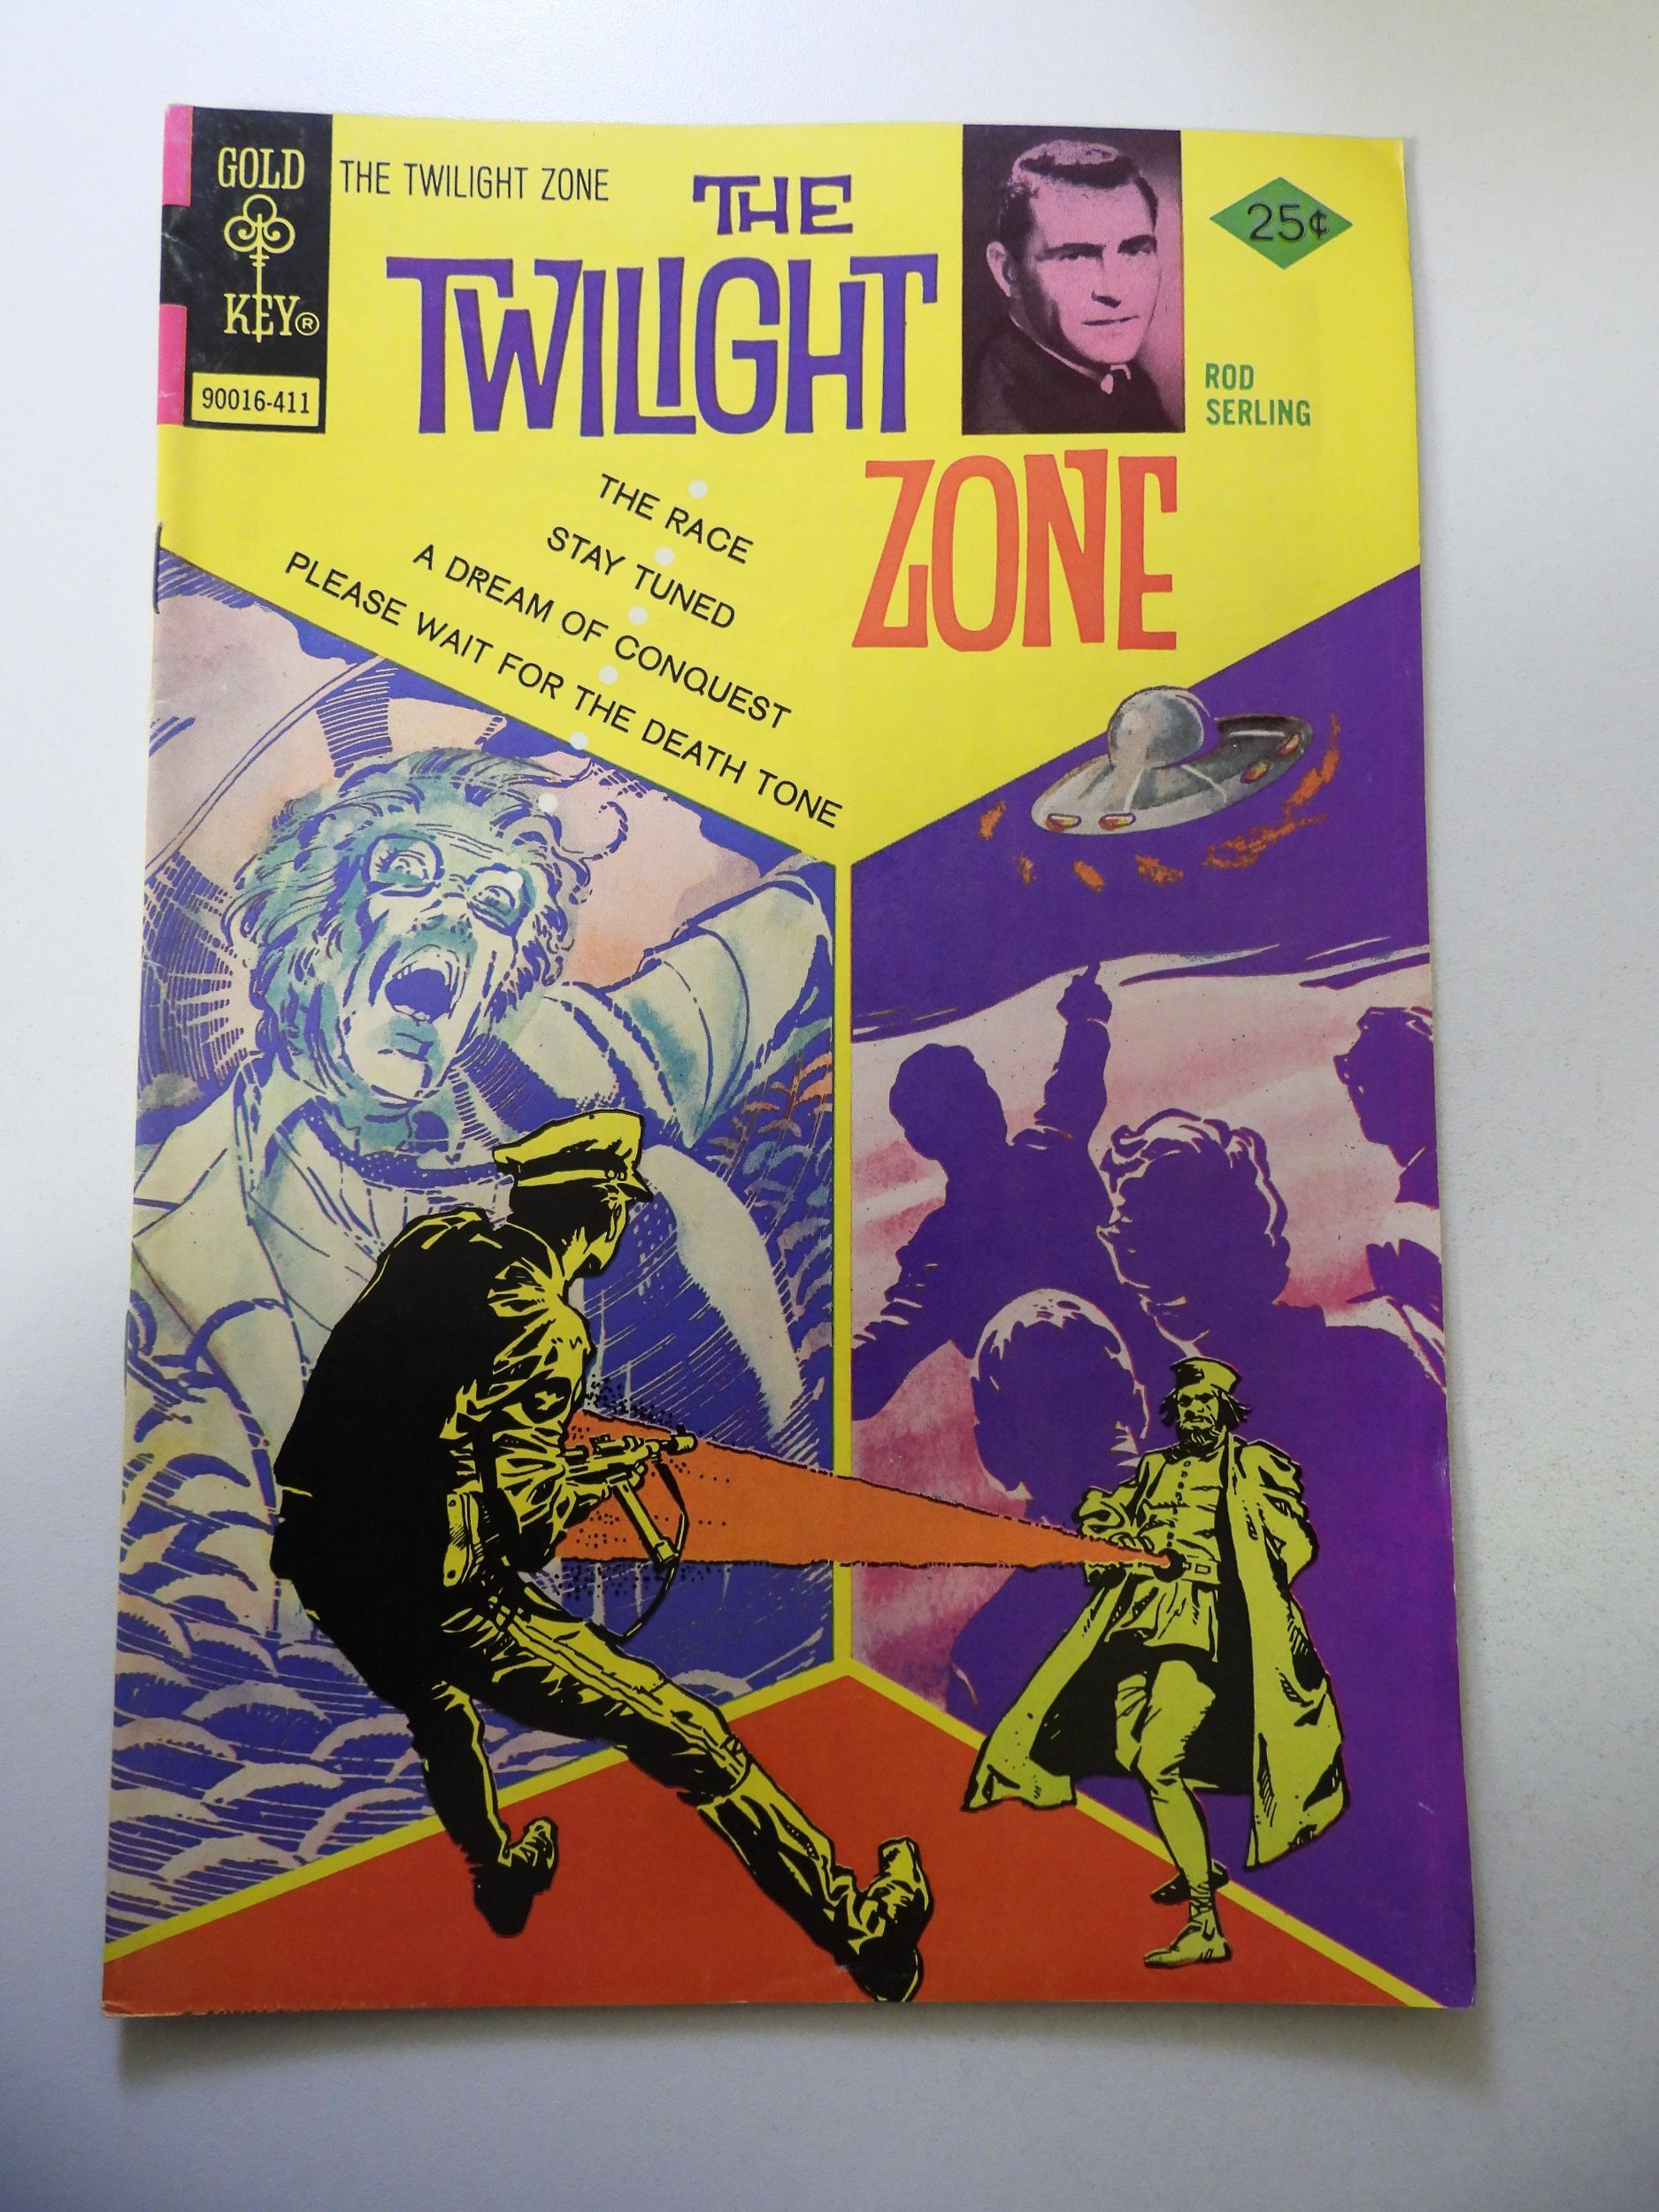 GOLD
KEY®
90016-411
THE TWILIGHT ZONE
THE
TWILIGHT
ZONE
25¢
ROD
SERLING
THE RACE
STAY TUNED
A DREAM OF CONQUEST
PLEASE WAIT FOR THE DEATH TONE